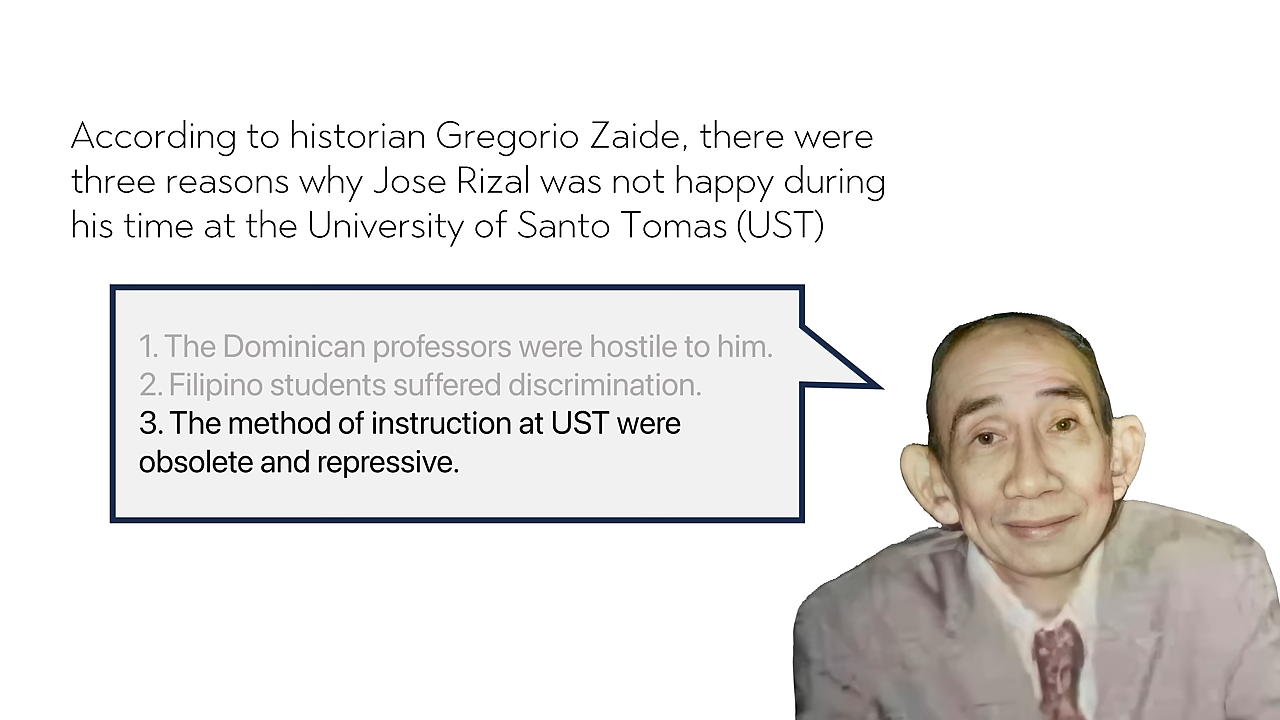 According to historian Gregorio Zaide, there were
three reasons why Jose Rizal was not happy during
his time at the University of Santo Tomas (UST)
1. The Dominican professors were hostile to him.
2. Filipino students suffered discrimination.
3. The method of instruction at UST were
obsolete and repressive.